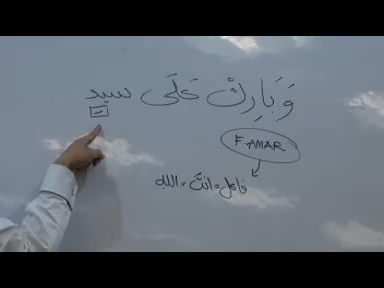 وَبَارِكْ عَلَى سيد
F. AMAR
فاعل = انتَ = الله